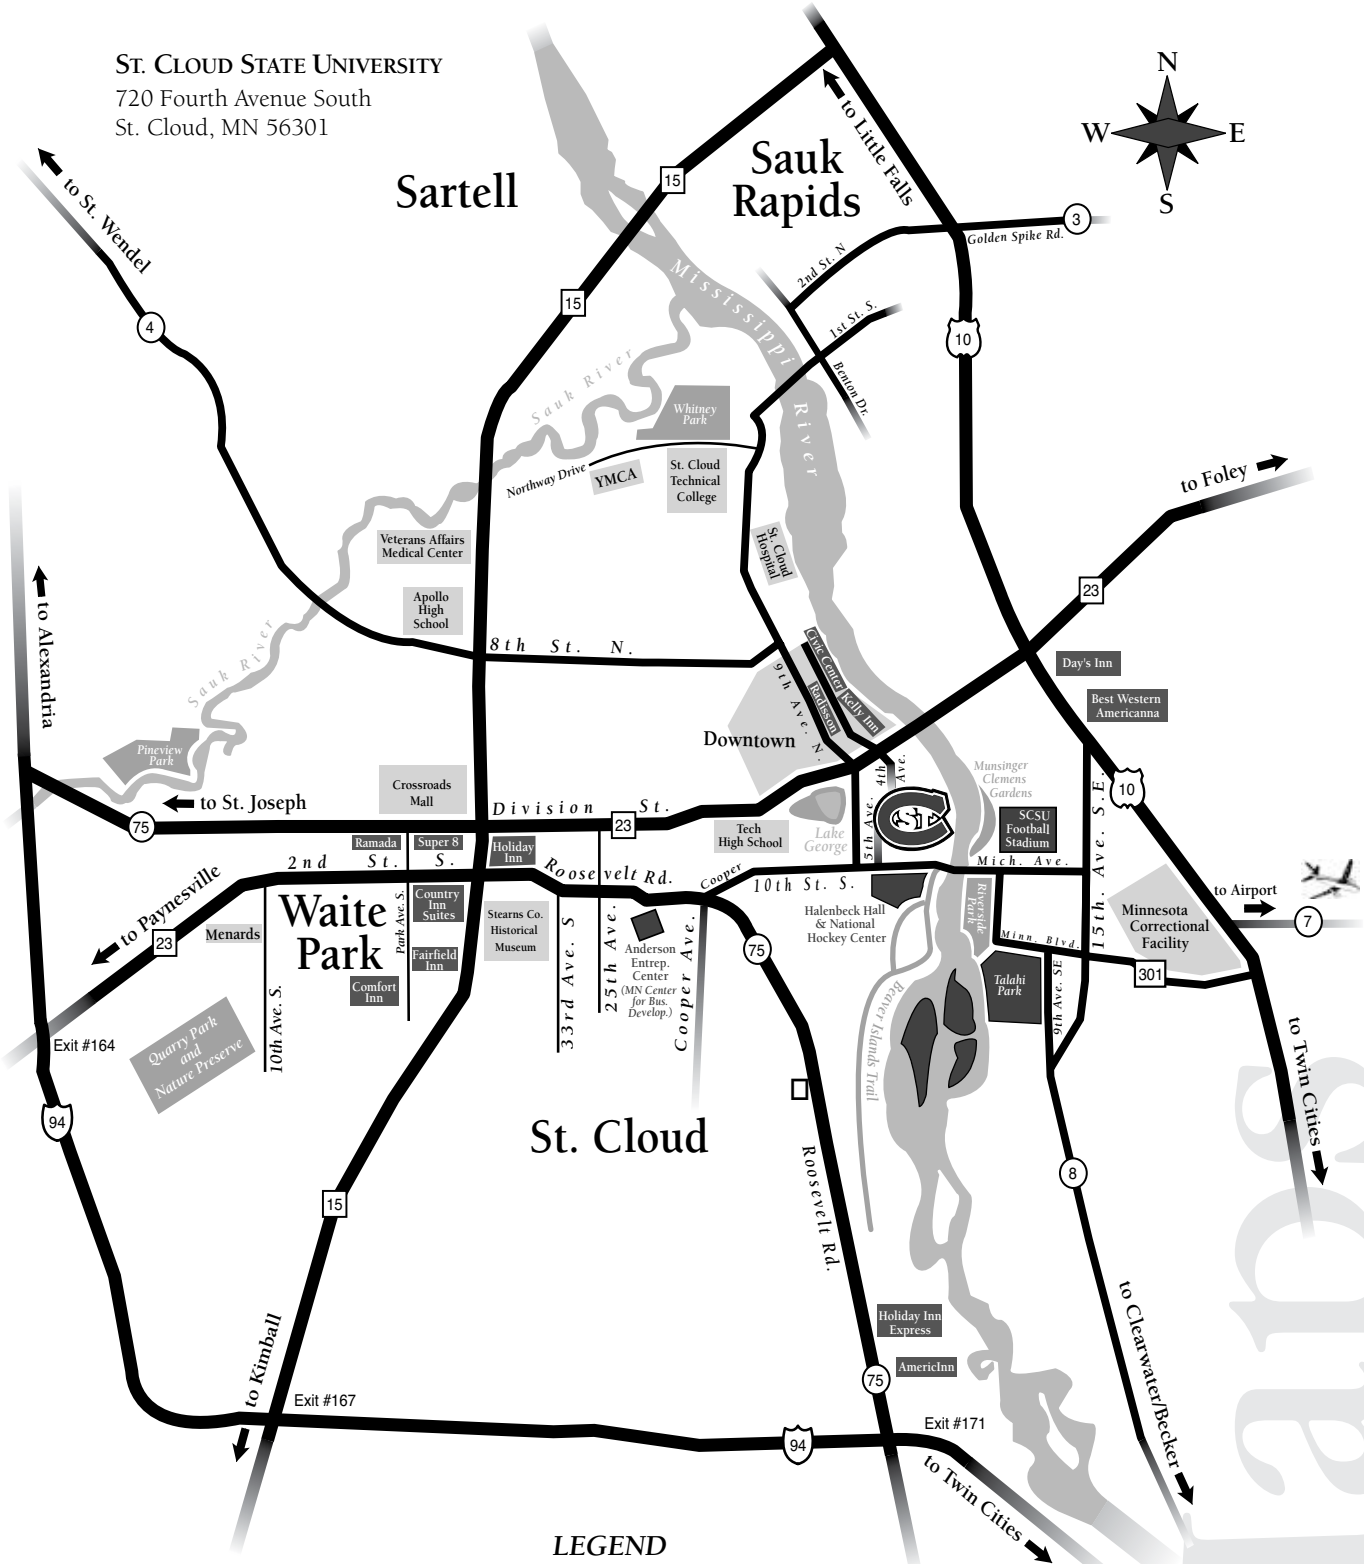 ST. CLOUD STATE UNIVERSITY
720 Fourth Avenue South
St. Cloud, MN 56301
N
W
E
S
to Little Falls
Sauk
Rapids
Sartell
15
to St. Wendel
3
Golden Spike Rd.
2nd St. N
1st St. S.
Mississippi
River
15
4
10
Benton Dr.
Sauk River
Whitney
Park
Northway Drive
YMCA
St. Cloud
Technical
College
to Foley
Veterans Affairs
Medical Center
St. Cloud
Hospital
23
Apollo
High
School
to Alexandria
Sauk River
8th St. N.
9th Ave. N.
Civic Center
Radisson
Kelly Inn
Day's Inn
Best Western
Americanna
Pineview
Park
Downtown
4th
Ave.
Munsinger
Clemens
Gardens
10
15th Ave. S.E.
Crossroads
Mall
to St. Joseph
75
Division St.
23
Tech
High School
Lake
George
5th Ave.
SCSU
Football
Stadium
Ramada
Super 8
Holiday
Inn
2nd St. S.
Roosevelt Rd.
Cooper
10th St. S.
Mich. Ave.
to Airport
7
to Paynesville
23
Menards
Waite
Park
Park Ave. S.
Country
Inn
Suites
Fairfield
Inn
Comfort
Inn
Stearns Co.
Historical
Museum
33rd Ave. S
25th Ave.
Anderson
Entrep.
Center
(MN Center
for Bus.
Develop.)
Cooper Ave.
75
Halenbeck Hall
& National
Hockey Center
Riverside
Park
Minn. Blvd.
Minnesota
Correctional
Facility
301
Talahi
Park
9th Ave. SE
Beaver Islands Trail
Exit #164
Quarry Park
and
Nature Preserve
10th Ave. S.
94
St. Cloud
to Twin Cities
8
15
Roosevelt Rd.
to Kimball
Holiday Inn
Express
AmericInn
75
to Clearwater/Becker
Exit #167
Exit #171
94
to Twin Cities
LEGEND
aps